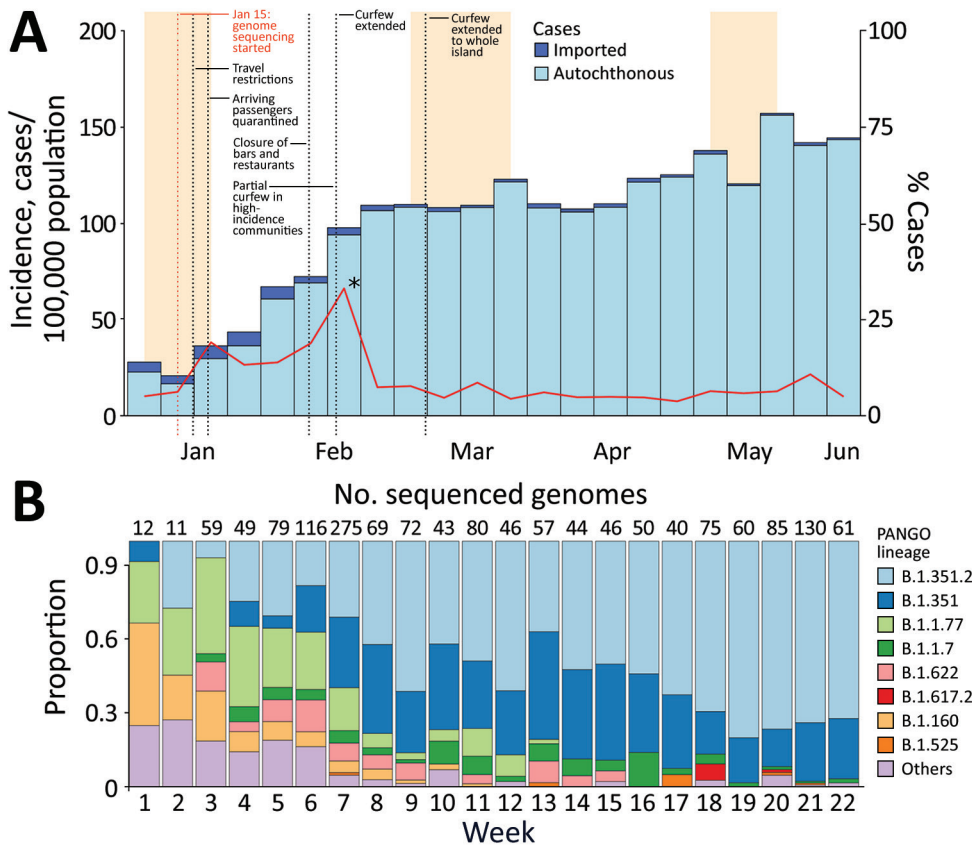 A
Jan 15:
genome
sequencing
started
Travel
restrictions
Arriving
passengers
quarantined
Closure of
bars and
restaurants
Partial
curfew in
high-
incidence
communities
Curfew
extended
Curfew
extended
to whole
island
Cases
Imported
Autochthonous
*
Incidence, cases/
100,000 population
200
150
100
50
0
100
75
50
25
0
% Cases
Jan Feb Mar Apr May Jun
B
No. sequenced genomes
12 11 59 49 79 116 275 69 72 43 80 46 57 44 46 50 40 75 60 85 130 61
Proportion
0.9
0.6
0.3
0
1 2 3 4 5 6 7 8 9 10 11 12 13 14 15 16 17 18 19 20 21 22
Week
PANGO
lineage
B.1.351.2
B.1.351
B.1.1.77
B.1.1.7
B.1.622
B.1.617.2
B.1.160
B.1.525
Others